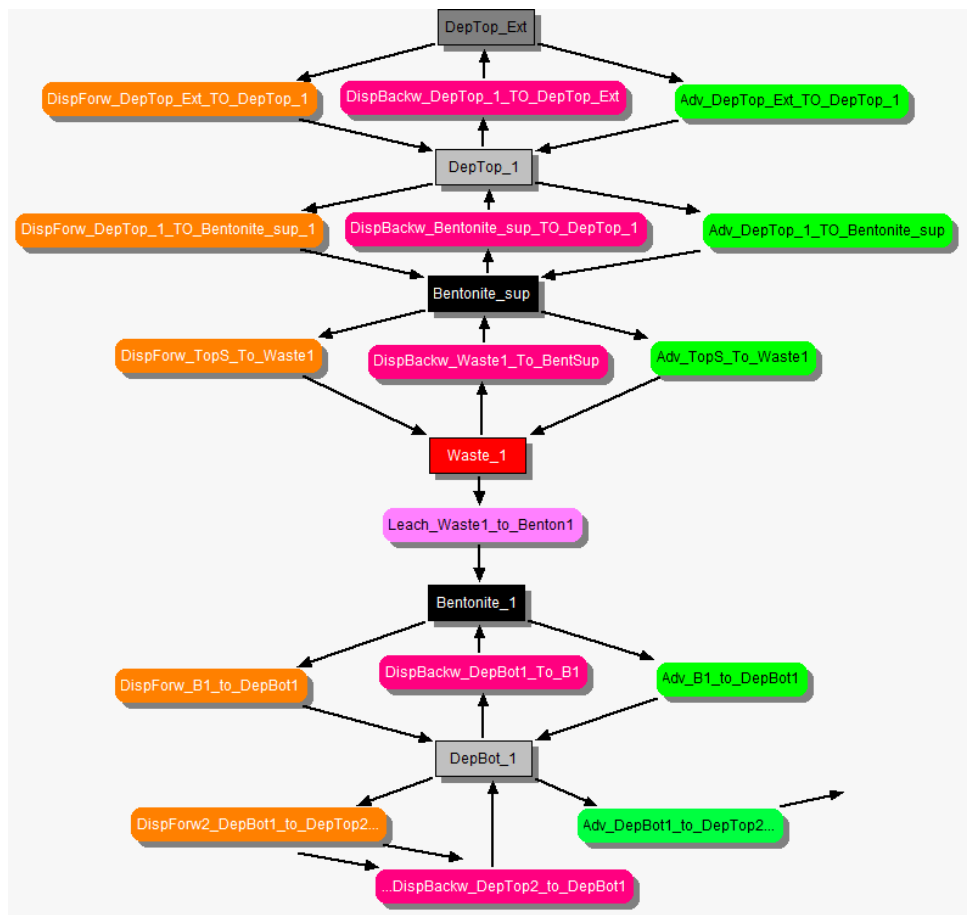 DepTop_Ext
DispForw_DepTop_Ext_TO_DepTop_1
DispBackw_DepTop_1_TO_DepTop_Ext
Adv_DepTop_Ext_TO_DepTop_1
DepTop_1
DispForw_DepTop_1_TO_Bentonite_sup_1
DispBackw_Bentonite_sup_TO_DepTop_1
Adv_DepTop_1_TO_Bentonite_sup
Bentonite_sup
DispForw_TopS_To_Waste1
DispBackw_Waste1_To_BentSup
Adv_TopS_To_Waste1
Waste_1
Leach_Waste1_to_Benton1
Bentonite_1
DispForw_B1_to_DepBot1
DispBackw_DepBot1_To_B1
Adv_B1_to_DepBot1
DepBot_1
DispForw2_DepBot1_to_DepTop2...
Adv_DepBot1_to_DepTop2...
...DispBackw_DepTop2_to_DepBot1